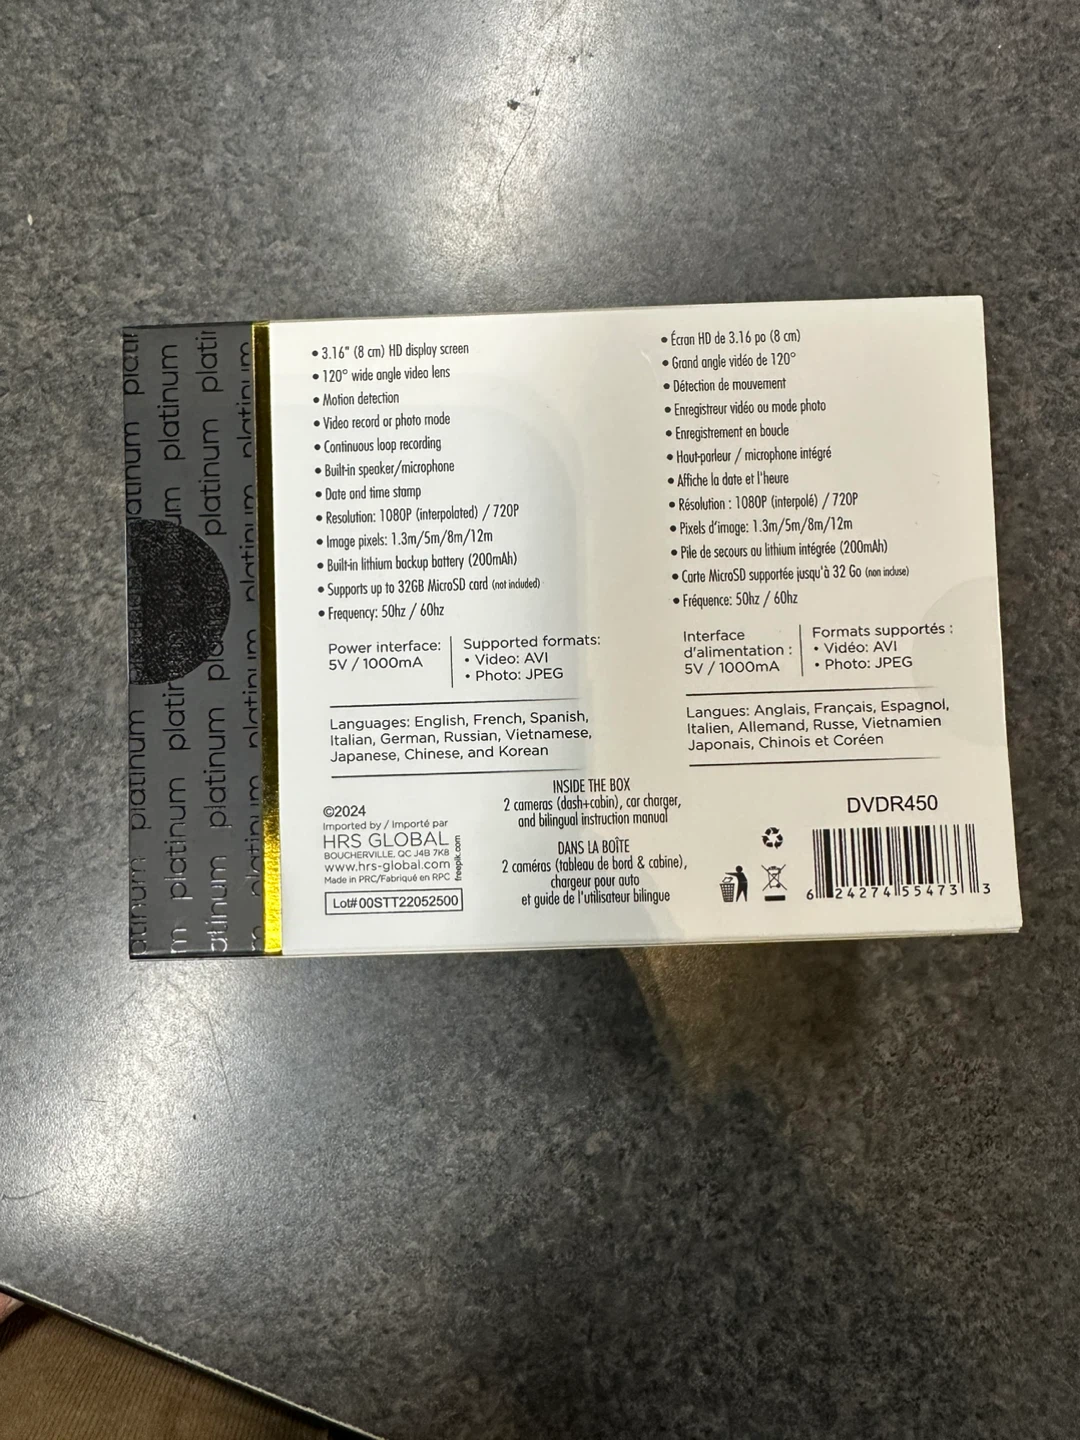 platinum platinum platinum
platinum platinum platinum
platinum platinum platinum
• 3.16" (8 cm) HD display screen
• 120° wide angle video lens
• Motion detection
• Video record or photo mode
• Continuous loop recording
• Built-in speaker/microphone
• Date and time stamp
• Resolution: 1080P (interpolated) / 720P
• Image pixels: 1.3m/5m/8m/12m
• Built-in lithium backup battery (200mAh)
• Supports up to 32GB MicroSD card (not included)
• Frequency: 50hz / 60hz
Power interface:
5V / 1000mA
Supported formats:
• Video: AVI
• Photo: JPEG
Languages: English, French, Spanish,
Italian, German, Russian, Vietnamese,
Japanese, Chinese, and Korean
• Écran HD de 3.16 po (8 cm)
• Grand angle vidéo de 120°
• Détection de mouvement
• Enregistreur vidéo ou mode photo
• Enregistrement en boucle
• Haut-parleur / microphone intégré
• Affiche la date et l'heure
• Résolution : 1080P (interpolé) / 720P
• Pixels d'image: 1.3m/5m/8m/12m
• Pile de secours au lithium intégrée (200mAh)
• Carte MicroSD supportée jusqu'à 32 Go (non incluse)
• Fréquence: 50hz / 60hz
Interface
d'alimentation :
5V / 1000mA
Formats supportés :
• Vidéo: AVI
• Photo: JPEG
Langues: Anglais, Français, Espagnol,
Italien, Allemand, Russe, Vietnamien
Japonais, Chinois et Coréen
©2024
Imported by / Importé par
HRS GLOBAL
BOUCHERVILLE, QC J4B 7K8
www.hrs-global.com
Made in PRC/Fabriqué en RPC
freepik.com
Lot#00STT22052500
INSIDE THE BOX
2 cameras (dash+cabin), car charger,
and bilingual instruction manual
DANS LA BOÎTE
2 caméras (tableau de bord & cabine),
chargeur pour auto
et guide de l'utilisateur bilingue
DVDR450
6 24274 55473 3